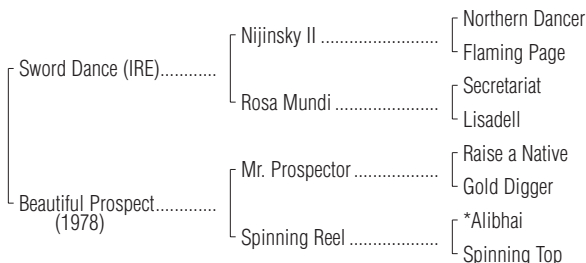 Northern Dancer
Nijinsky II ..........................
Flaming Page
Sword Dance (IRE)............
Secretariat
Rosa Mundi .......................
Lisadell
Raise a Native
Mr. Prospector ...................
Gold Digger
Beautiful Prospect.............
(1978)
*Alibhai
Spinning Reel ....................
Spinning Top